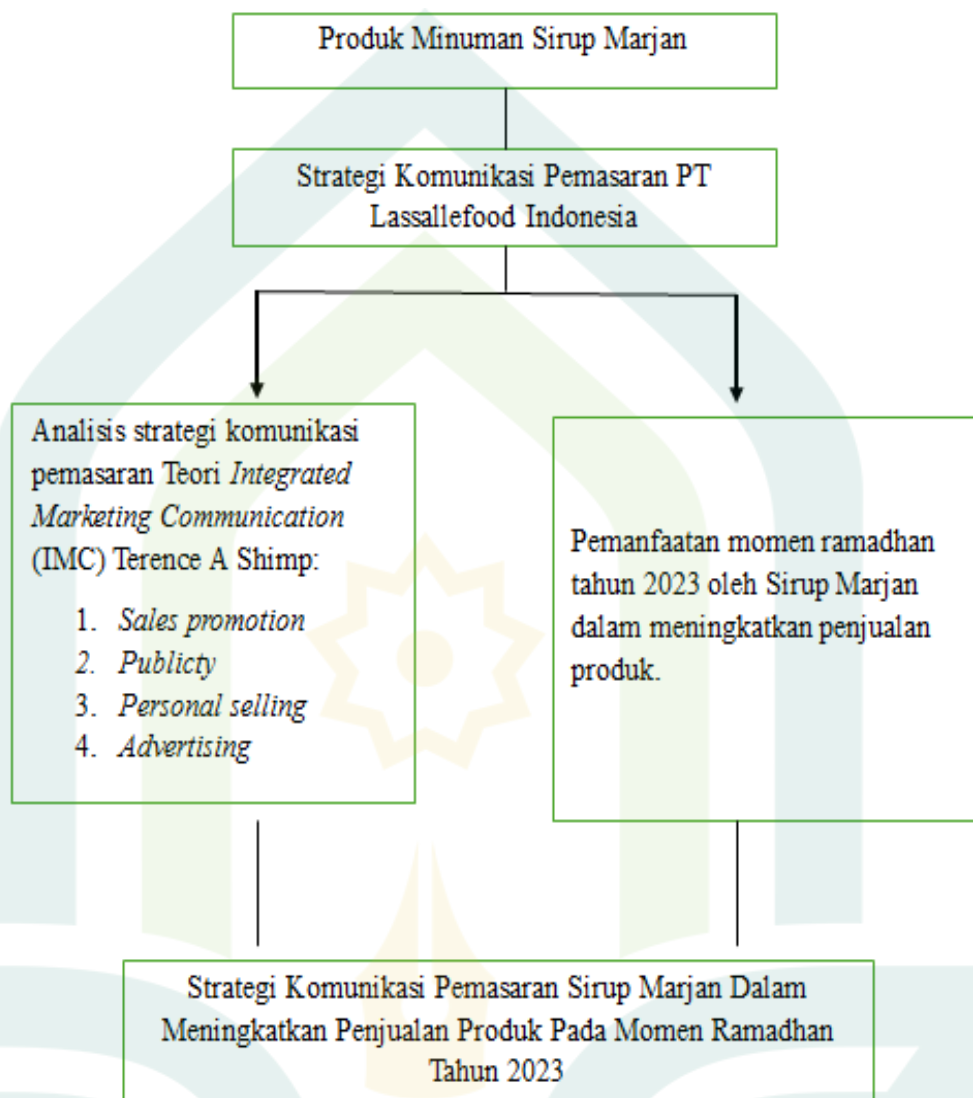 Produk Minuman Sirup Marjan
Strategi Komunikasi Pemasaran PT
Lassallefood Indonesia
Analisis strategi komunikasi
pemasaran Teori Integrated
Marketing Communication
(IMC) Terence A Shimp:
1. Sales promotion
2. Publicty
3. Personal selling
4. Advertising
Pemanfaatan momen ramadhan
tahun 2023 oleh Sirup Marjan
dalam meningkatkan penjualan
produk.
Strategi Komunikasi Pemasaran Sirup Marjan Dalam
Meningkatkan Penjualan Produk Pada Momen Ramadhan
Tahun 2023